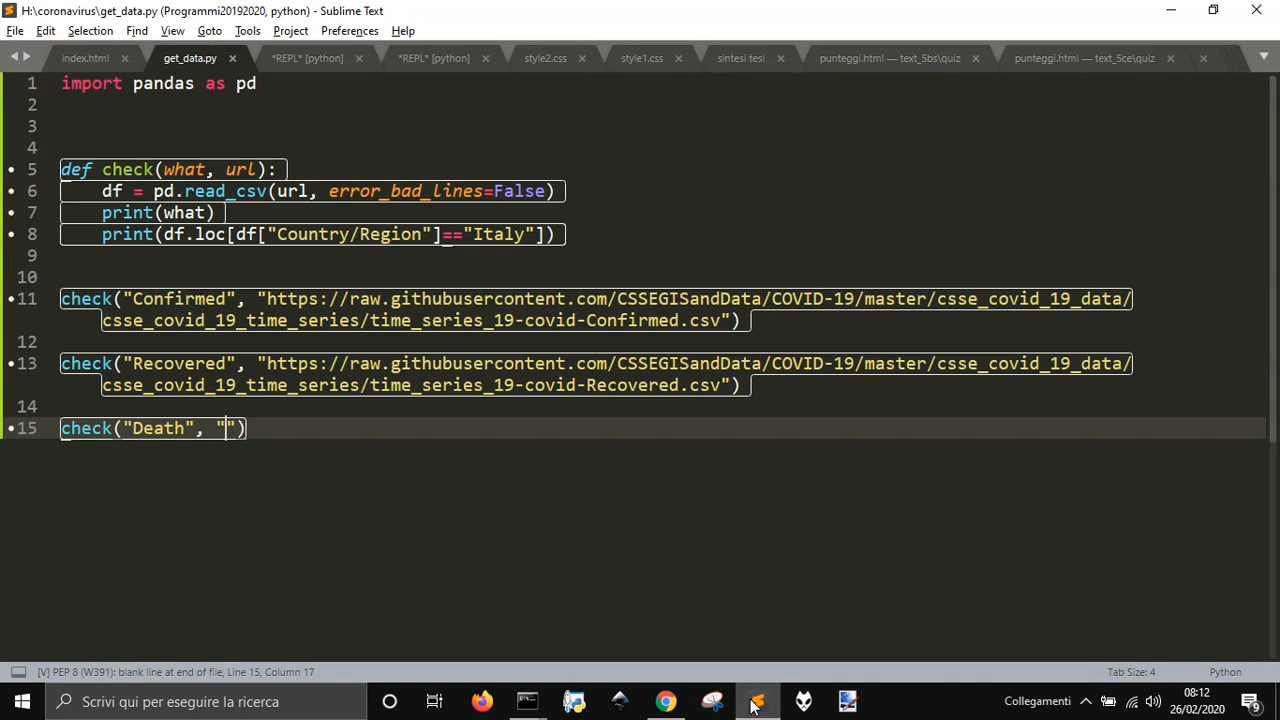 H:\coronavirus\get_data.py (Programmi20192020, python) - Sublime Text
File Edit Selection Find View Goto Tools Project Preferences Help
index.html × get_data.py × *REPL* [python] × *REPL* [python] × style2.css × style1.css × sintesi tesi × punteggi.html — text_5bs\quiz × punteggi.html — text_5ce\quiz × ×
1 import pandas as pd
2
3
4
5 def check(what, url):
6 df = pd.read_csv(url, error_bad_lines=False)
7 print(what)
8 print(df.loc[df["Country/Region"]=="Italy"])
9
10
11 check("Confirmed", "https://raw.githubusercontent.com/CSSEGISandData/COVID-19/master/csse_covid_19_data/
csse_covid_19_time_series/time_series_19-covid-Confirmed.csv")
12
13 check("Recovered", "https://raw.githubusercontent.com/CSSEGISandData/COVID-19/master/csse_covid_19_data/
csse_covid_19_time_series/time_series_19-covid-Recovered.csv")
14
15 check("Death", "")
[V] PEP 8 (W391): blank line at end of file, Line 15, Column 17 Tab Size: 4 Python
Scrivi qui per eseguire la ricerca Collegamenti 08:12
26/02/2020 9